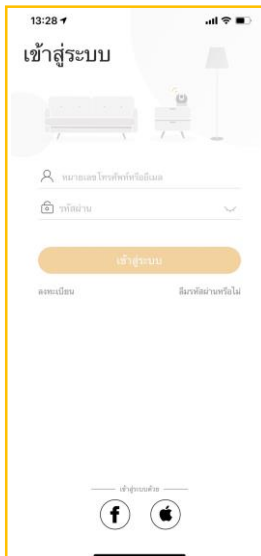 13:28
เข้าสู่ระบบ
หมายเลขโทรศัพท์หรืออีเมล
รหัสผ่าน
เข้าสู่ระบบ
ลงทะเบียน
ลืมรหัสผ่านหรือไม่
เข้าสู่ระบบด้วย